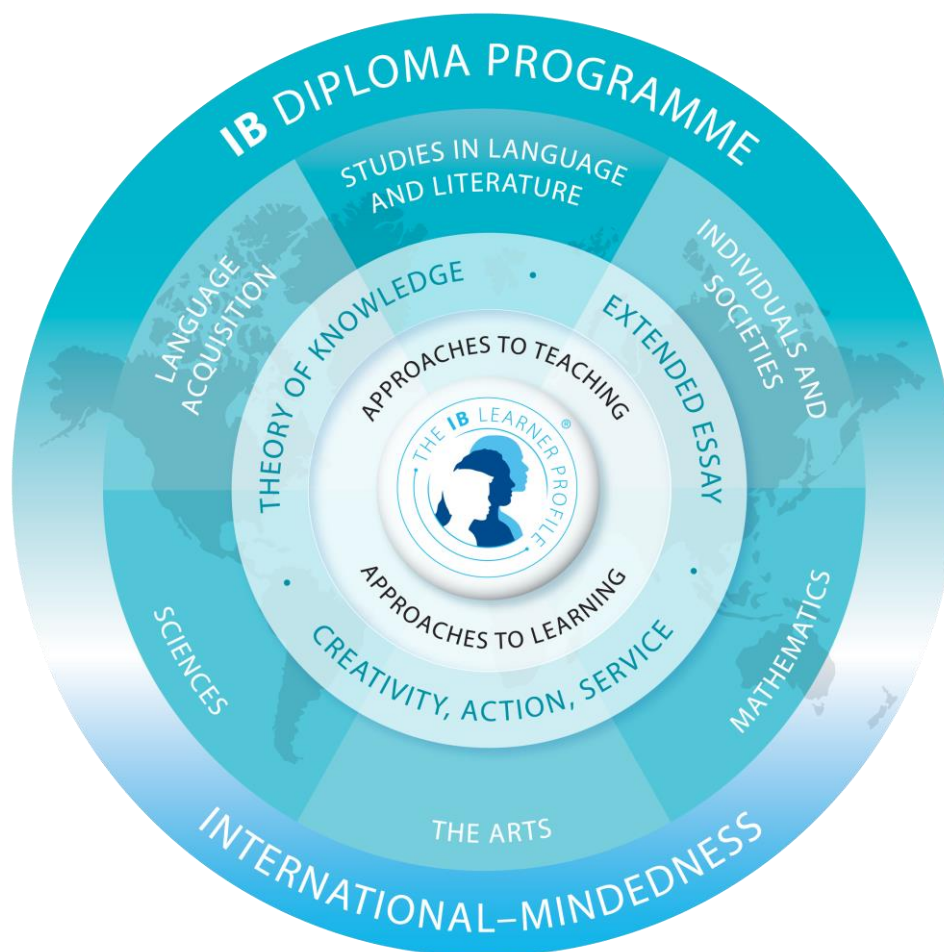 IB DIPLOMA PROGRAMME
STUDIES IN LANGUAGE
AND LITERATURE
LANGUAGE
ACQUISITION
INDIVIDUALS AND
SOCIETIES
THEORY OF KNOWLEDGE •
EXTENDED ESSAY •
APPROACHES TO TEACHING
• THE IB LEARNER PROFILE • ®
APPROACHES TO LEARNING
• CREATIVITY, ACTION, SERVICE
SCIENCES
MATHEMATICS
THE ARTS
INTERNATIONAL–MINDEDNESS